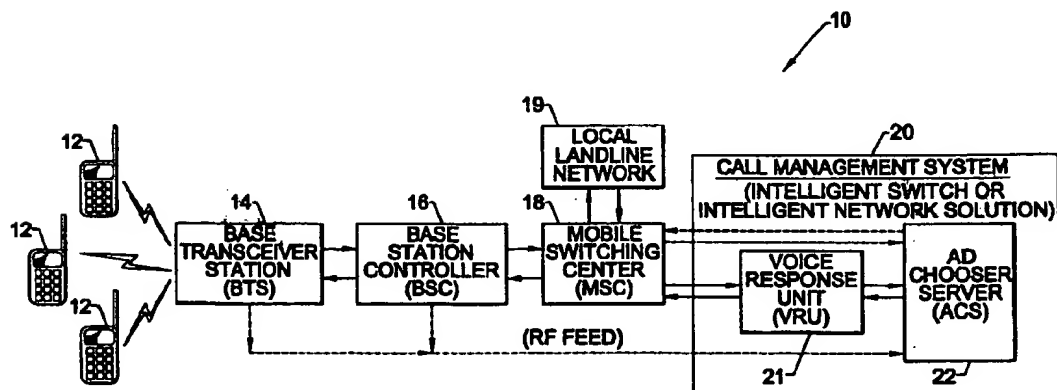 10
12
12
12
14
BASE
TRANSCEIVER
STATION
(BTS)
16
BASE
STATION
CONTROLLER
(BSC)
19
LOCAL
LANDLINE
NETWORK
18
MOBILE
SWITCHING
CENTER
(MSC)
20
CALL MANAGEMENT SYSTEM
(INTELLIGENT SWITCH OR
INTELLIGENT NETWORK SOLUTION)
VOICE
RESPONSE
UNIT
(VRU)
21
AD
CHOOSER
SERVER
(ACS)
22
(RF FEED)